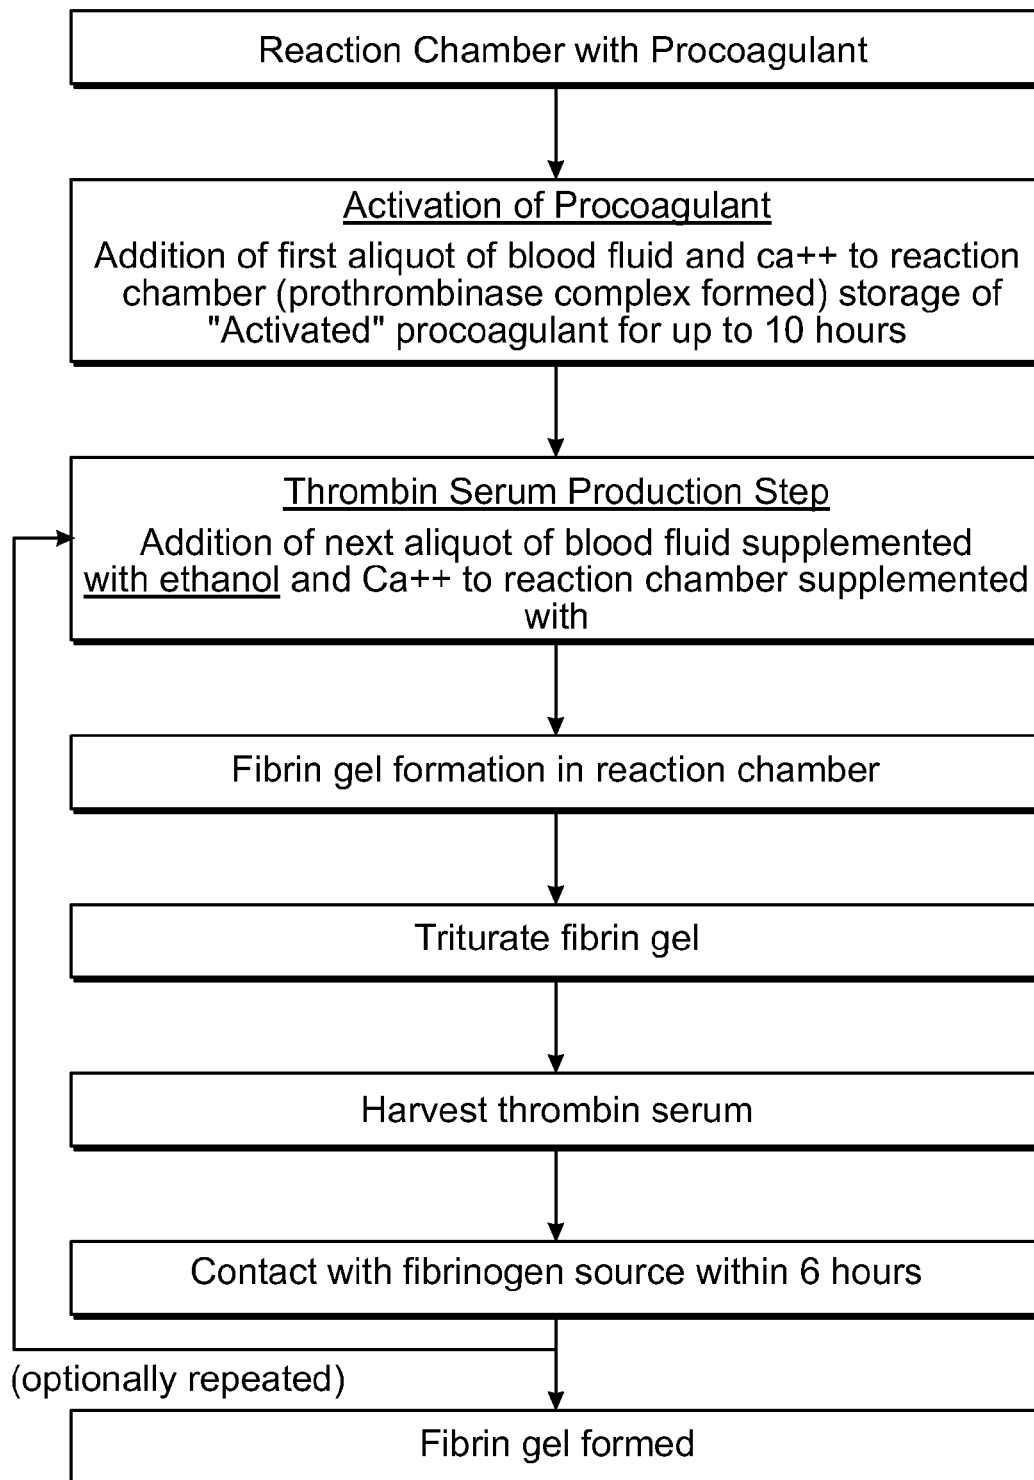 Reaction Chamber with Procoagulant
Activation of Procoagulant
Addition of first aliquot of blood fluid and ca++ to reaction
chamber (prothrombinase complex formed) storage of
"Activated" procoagulant for up to 10 hours
Thrombin Serum Production Step
Addition of next aliquot of blood fluid supplemented
with ethanol and Ca++ to reaction chamber supplemented
with
Fibrin gel formation in reaction chamber
Triturate fibrin gel
Harvest thrombin serum
Contact with fibrinogen source within 6 hours
(optionally repeated)
Fibrin gel formed